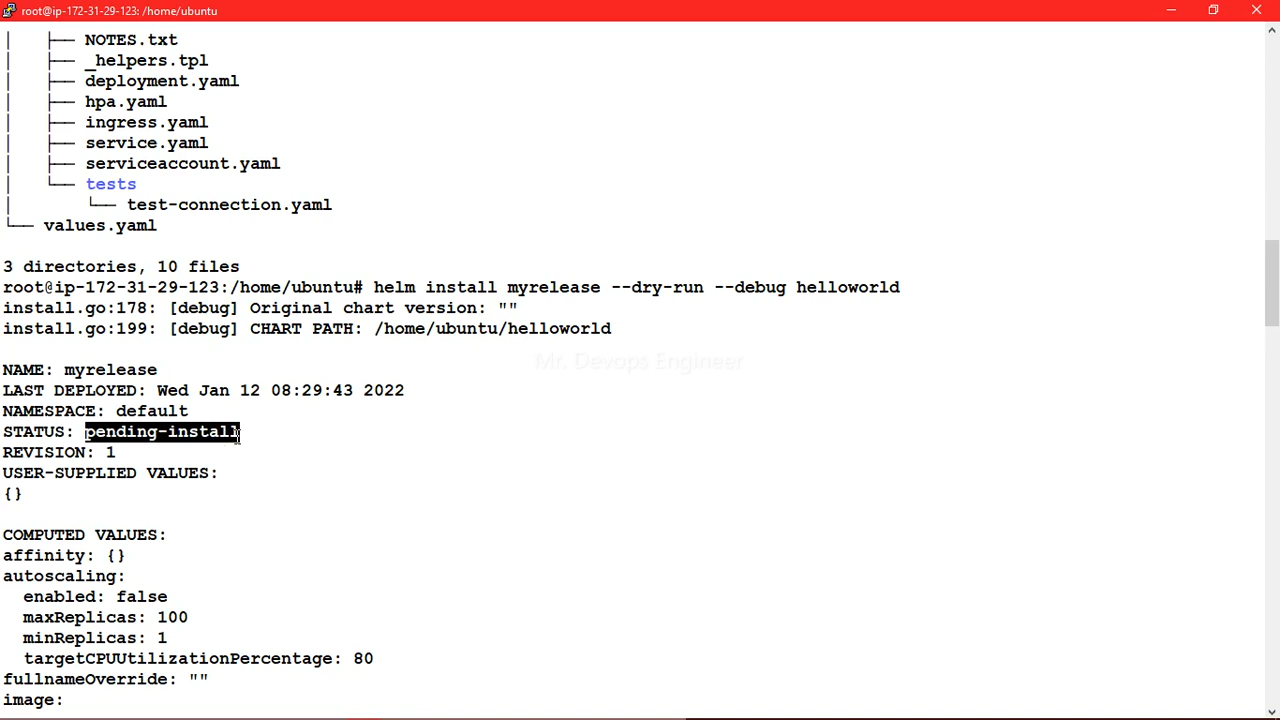 root@ip-172-31-29-123: /home/ubuntu
│   ├── NOTES.txt
│   ├── _helpers.tpl
│   ├── deployment.yaml
│   ├── hpa.yaml
│   ├── ingress.yaml
│   ├── service.yaml
│   ├── serviceaccount.yaml
│   └── tests
│       └── test-connection.yaml
└── values.yaml
3 directories, 10 files
root@ip-172-31-29-123:/home/ubuntu# helm install myrelease --dry-run --debug helloworld
install.go:178: [debug] Original chart version: ""
install.go:199: [debug] CHART PATH: /home/ubuntu/helloworld
Mr. Devops Engineer
NAME: myrelease
LAST DEPLOYED: Wed Jan 12 08:29:43 2022
NAMESPACE: default
STATUS: pending-install
REVISION: 1
USER-SUPPLIED VALUES:
{}
COMPUTED VALUES:
affinity: {}
autoscaling:
  enabled: false
  maxReplicas: 100
  minReplicas: 1
  targetCPUUtilizationPercentage: 80
fullnameOverride: ""
image: